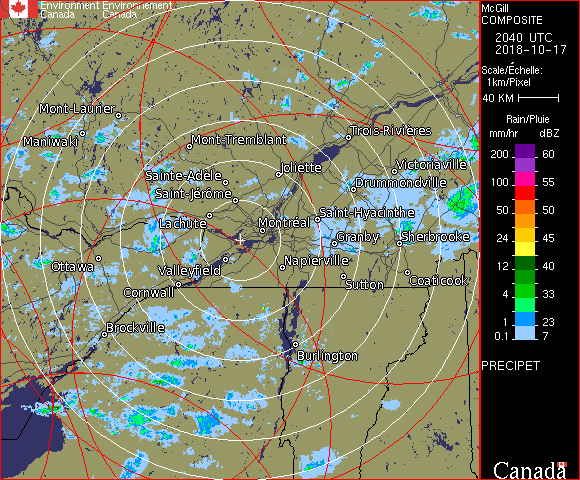 Environment Environnement
Canada Canada
McGill
COMPOSITE
2040 UTC
2018-10-17
Scale/Échelle:
1km/Pixel
40 KM
Rain/Pluie
mm/hr dBZ
200 60
100 55
50 50
24 45
12 40
4 33
1 23
0.1 7
PRECIPET
Canada
Mont-Laurier
Maniwaki
Mont-Tremblant
Trois-Rivières
Joliette
Victoriaville
Sainte-Adèle
Drummondville
Saint-Jérôme
Saint-Hyacinthe
Lachute
Montréal
Granby
Sherbrooke
Ottawa
Valleyfield
Napierville
Cornwall
Sutton
Coaticook
Brockville
Burlington